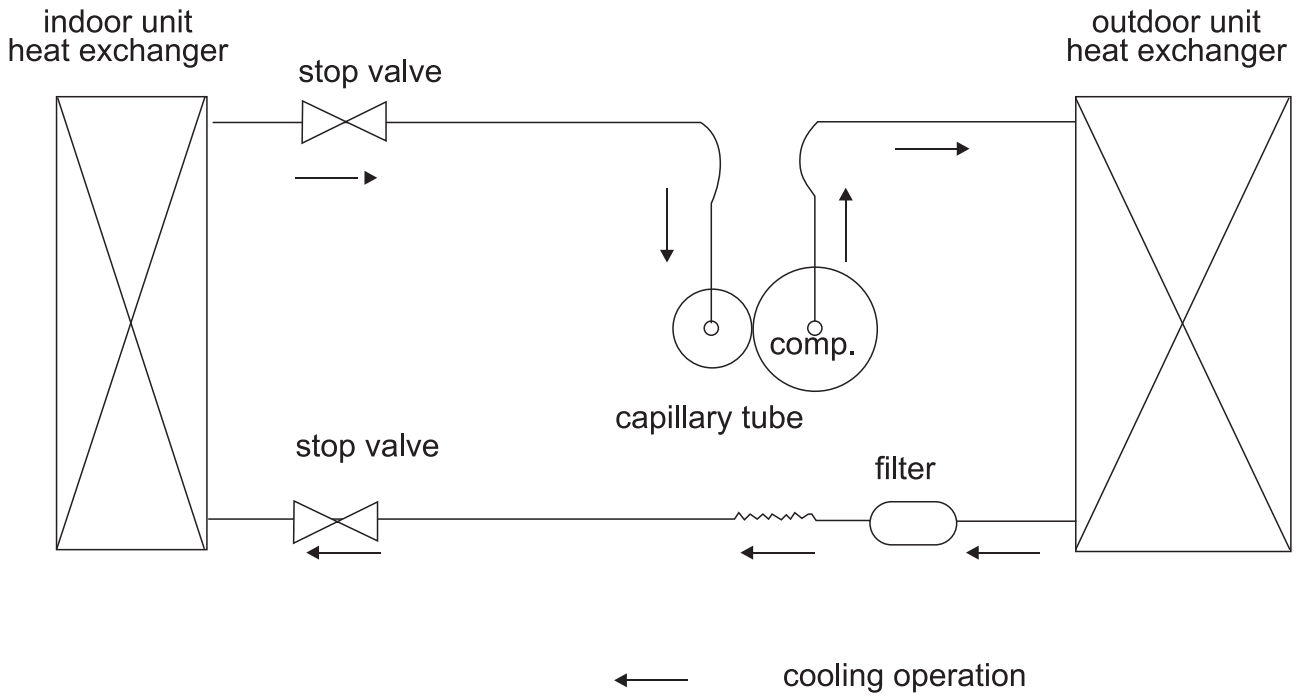 indoor unit
heat exchanger
outdoor unit
heat exchanger
stop valve
comp.
capillary tube
stop valve
filter
cooling operation